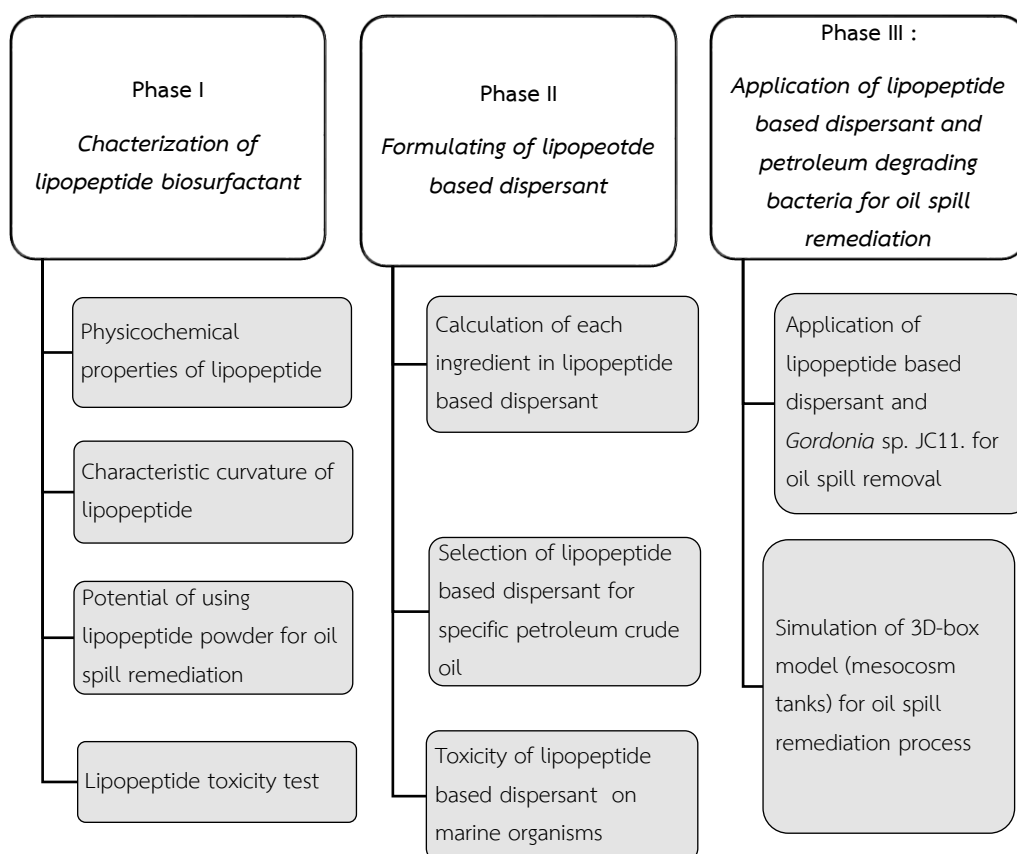 Phase I
Chacterization of
lipopeptide biosurfactant
Physicochemical
properties of lipopeptide
Characteristic curvature of
lipopeptide
Potential of using
lipopeptide powder for oil
spill remediation
Lipopeptide toxicity test
Phase II
Formulating of lipopeotde
based dispersant
Calculation of each
ingredient in lipopeptide
based dispersant
Selection of lipopeptide
based dispersant for
specific petroleum crude
oil
Toxicity of lipopeptide
based dispersant on
marine organisms
Phase III :
Application of lipopeptide
based dispersant and
petroleum degrading
bacteria for oil spill
remediation
Application of
lipopeptide based
dispersant and
Gordonia sp. JC11. for
oil spill removal
Simulation of 3D-box
model (mesocosm
tanks) for oil spill
remediation process